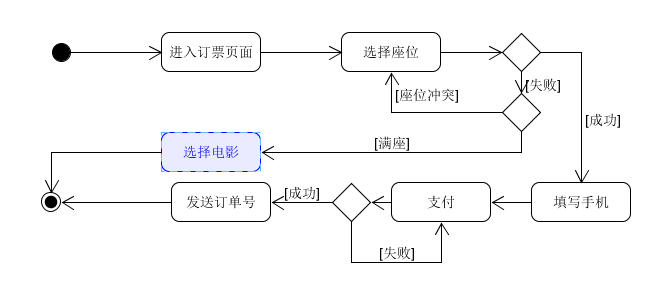 进入订票页面
选择座位
[失败]
[座位冲突]
[成功]
[满座]
选择电影
发送订单号
[成功]
支付
填写手机
[失败]